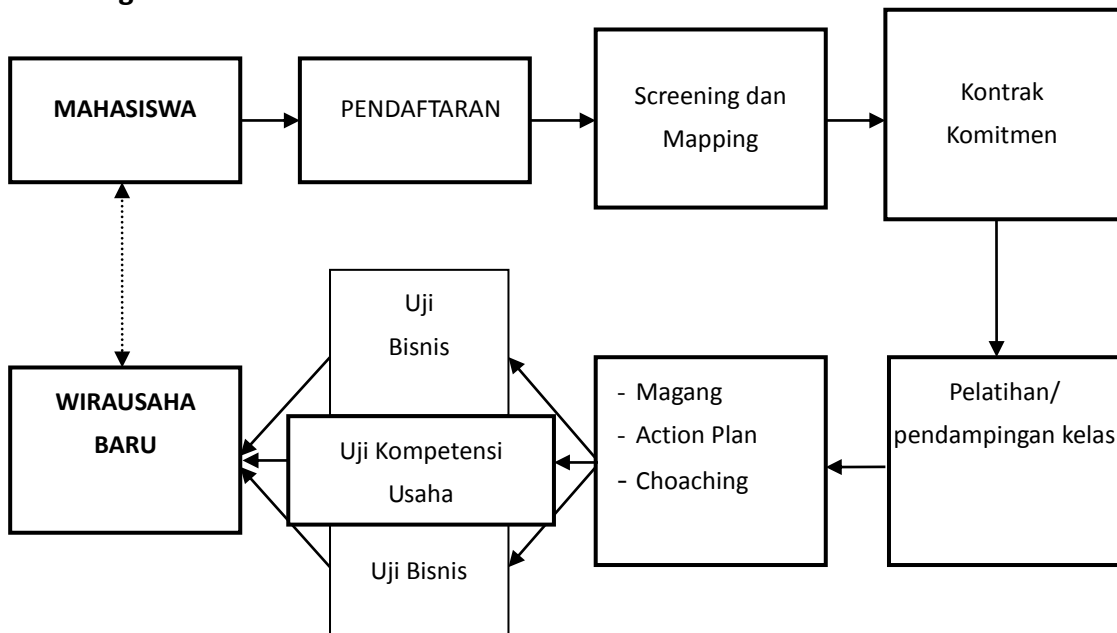 MAHASISWA
PENDAFTARAN
Screening dan
Mapping
Kontrak
Komitmen
Pelatihan/
pendampingan kelas
- Magang
- Action Plan
- Choaching
Uji
Bisnis
Uji Kompetensi
Usaha
Uji Bisnis
WIRAUSAHA
BARU